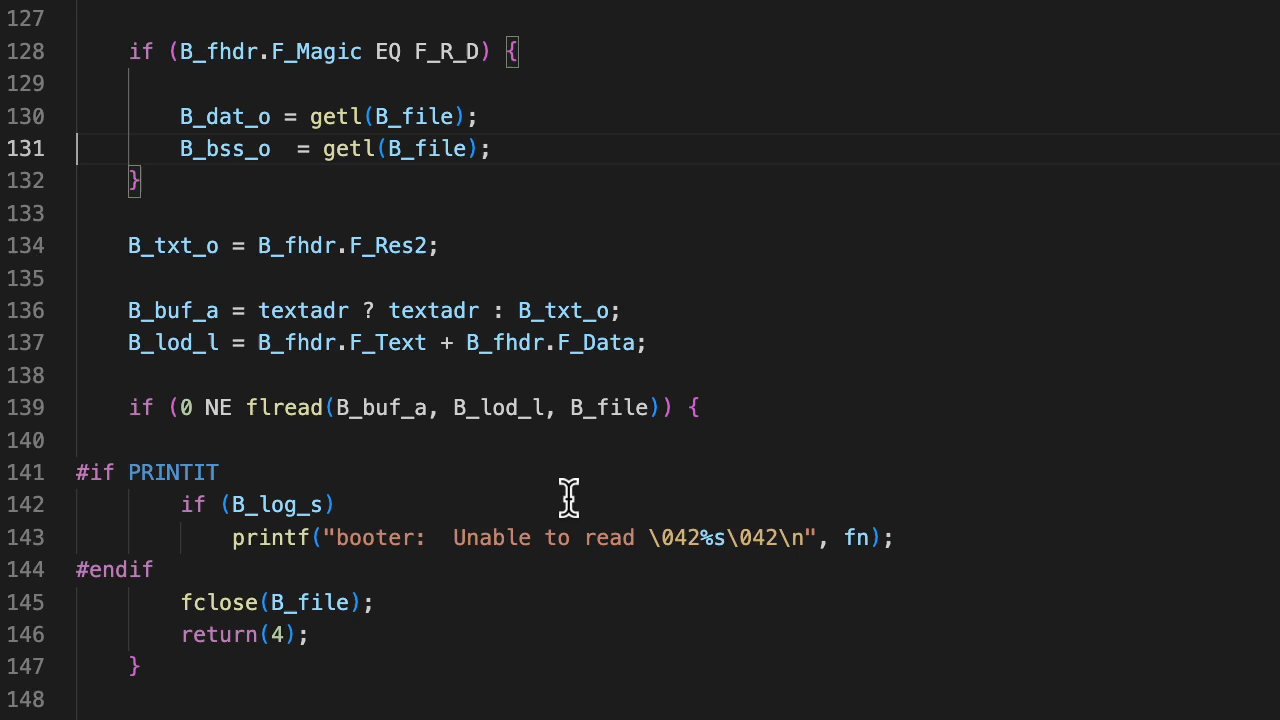 127
128     if (B_fhdr.F_Magic EQ F_R_D) {
129
130         B_dat_o = getl(B_file);
131         B_bss_o  = getl(B_file);
132     }
133
134     B_txt_o = B_fhdr.F_Res2;
135
136     B_buf_a = textadr ? textadr : B_txt_o;
137     B_lod_l = B_fhdr.F_Text + B_fhdr.F_Data;
138
139     if (0 NE flread(B_buf_a, B_lod_l, B_file)) {
140
141 #if PRINTIT
142         if (B_log_s)
143             printf("booter:  Unable to read \042%s\042\n", fn);
144 #endif
145         fclose(B_file);
146         return(4);
147     }
148